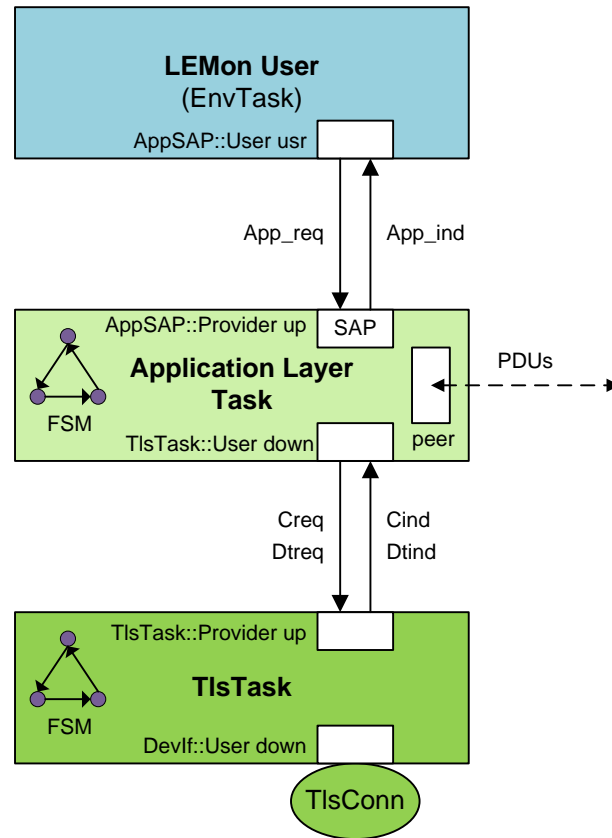 LEMon User
(EnvTask)
AppSAP::User usr
App_req
App_ind
AppSAP::Provider up
SAP
Application Layer
Task
FSM
PDUs
TlsTask::User down
peer
Creq
Cind
Dtreq
Dtind
TlsTask::Provider up
TlsTask
FSM
DevIf::User down
TlsConn